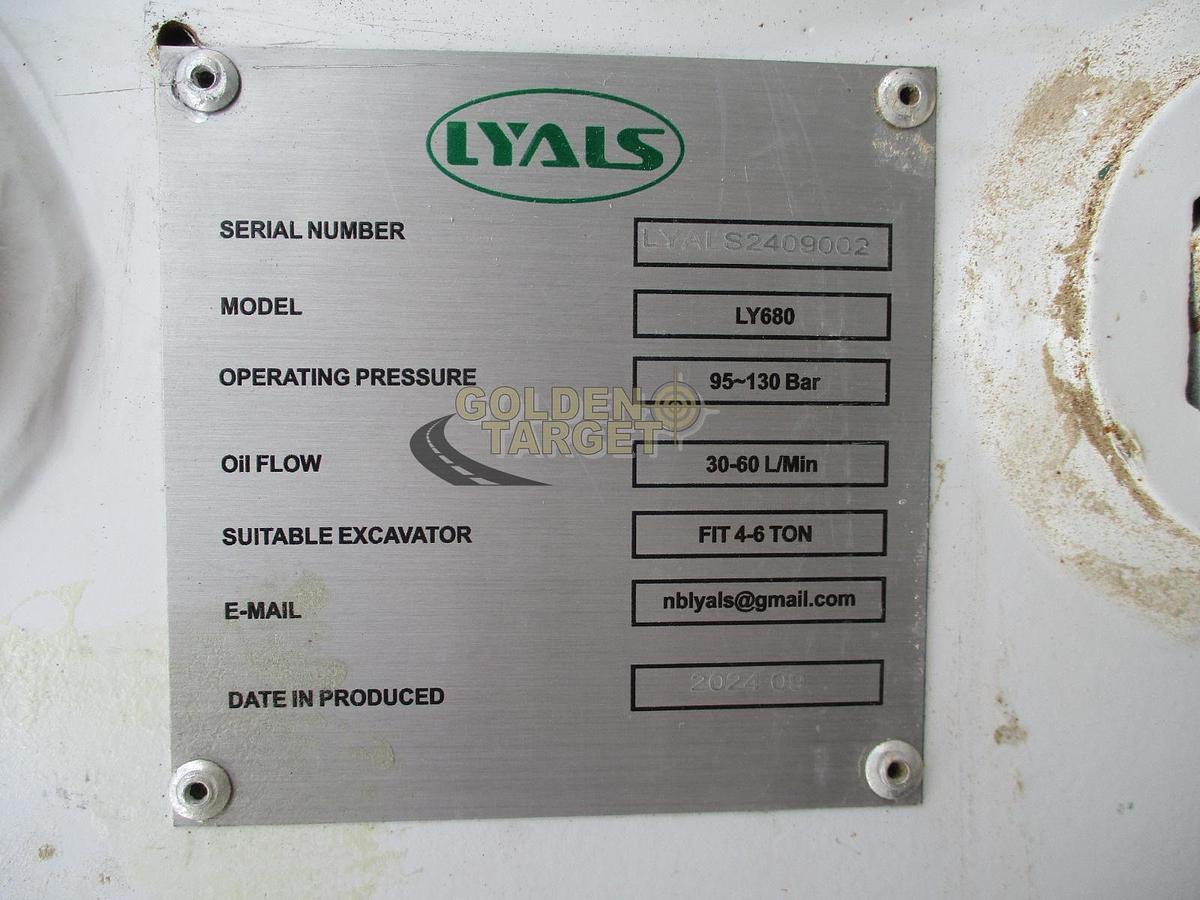 LYALS
SERIAL NUMBER LYALS2409002
MODEL LY680
OPERATING PRESSURE 95~130 Bar
GOLDEN
TARGET
Oil FLOW 30-60 L/Min
SUITABLE EXCAVATOR FIT 4-6 TON
E-MAIL nblyals@gmail.com
DATE IN PRODUCED 2024 09